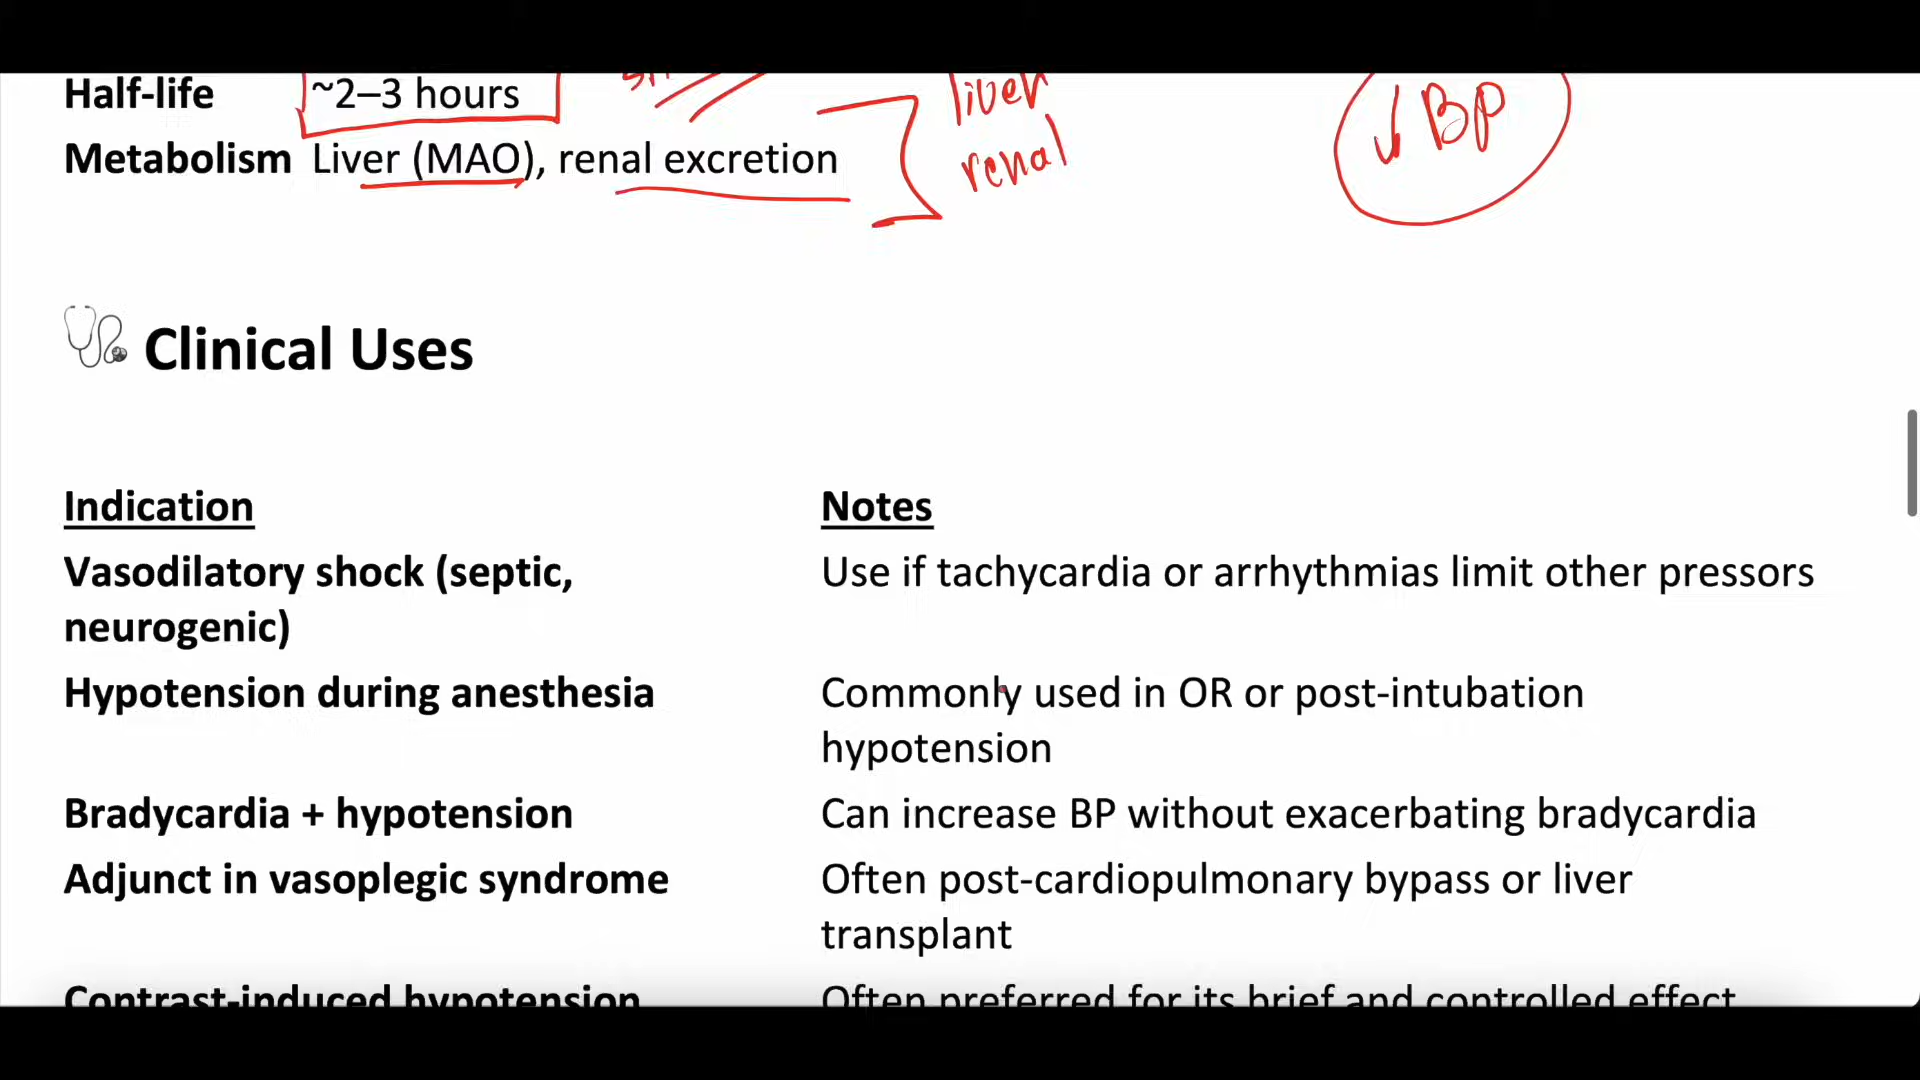 Half-life ~2–3 hours
liver
↓ BP
Metabolism Liver (MAO), renal excretion
renal
Clinical Uses
Indication Notes
Vasodilatory shock (septic, Use if tachycardia or arrhythmias limit other pressors
neurogenic)
Hypotension during anesthesia Commonly used in OR or post-intubation
hypotension
Bradycardia + hypotension Can increase BP without exacerbating bradycardia
Adjunct in vasoplegic syndrome Often post-cardiopulmonary bypass or liver
transplant
Contrast-induced hypotension Often preferred for its brief and controlled effect